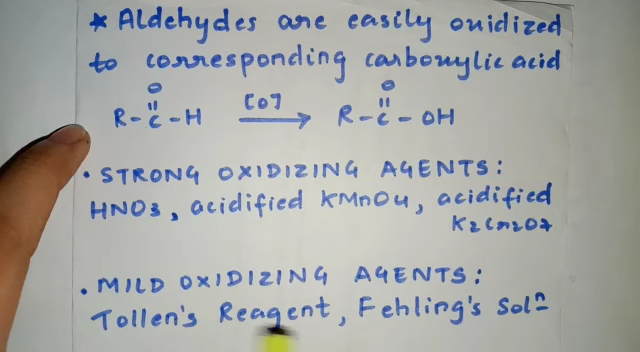 * Aldehydes are easily oxidized
to corresponding carboxylic acid
O O
|| ||
R-C-H [O] → R-C-OH
• STRONG OXIDIZING AGENTS:
HNO3, acidified KMnO4, acidified
K2Cr2O7
• MILD OXIDIZING AGENTS:
Tollen's Reagent, Fehling's Solⁿ